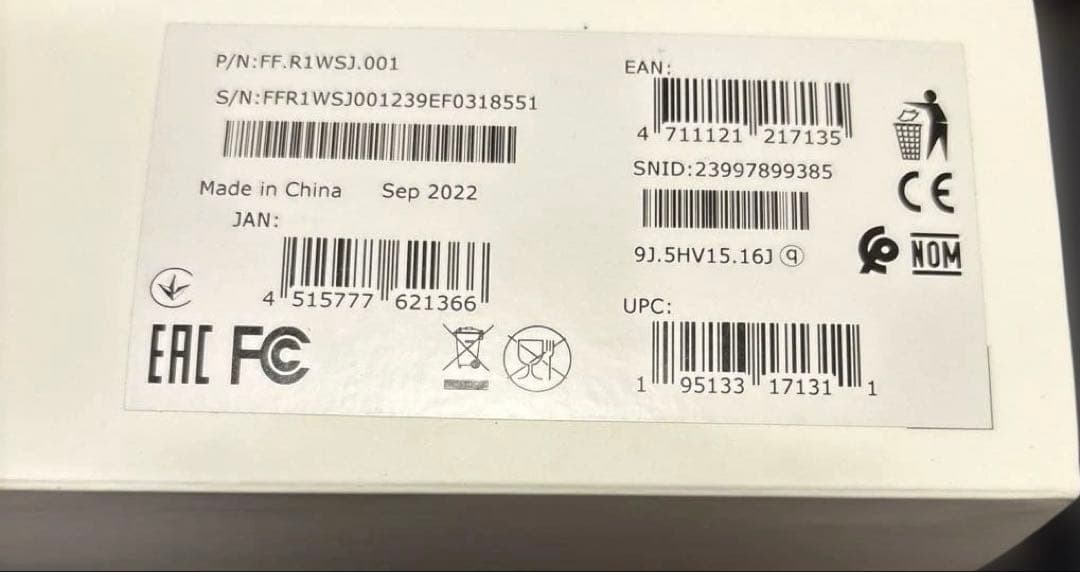 P/N:FF.R1WSJ.001
S/N:FFR1WSJ001239EF0318551
Made in China Sep 2022
JAN:
4 515777 621366
EAC FC
EAN:
4 711121 217135
SNID:23997899385
9J.5HV15.16J q
CE
NOM
UPC:
1 95133 17131 1